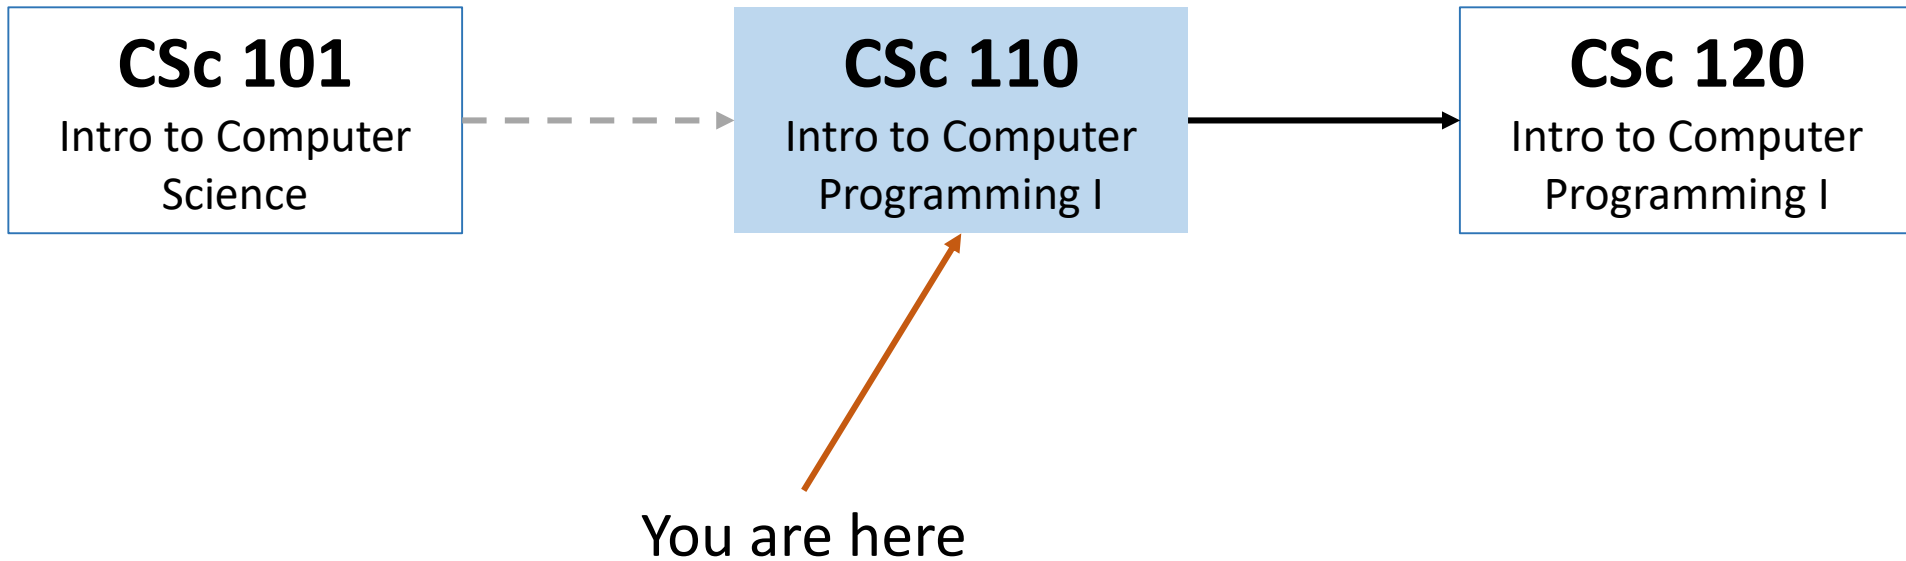 CSc 101
Intro to Computer
Science
CSc 110
Intro to Computer
Programming I
CSc 120
Intro to Computer
Programming I
You are here